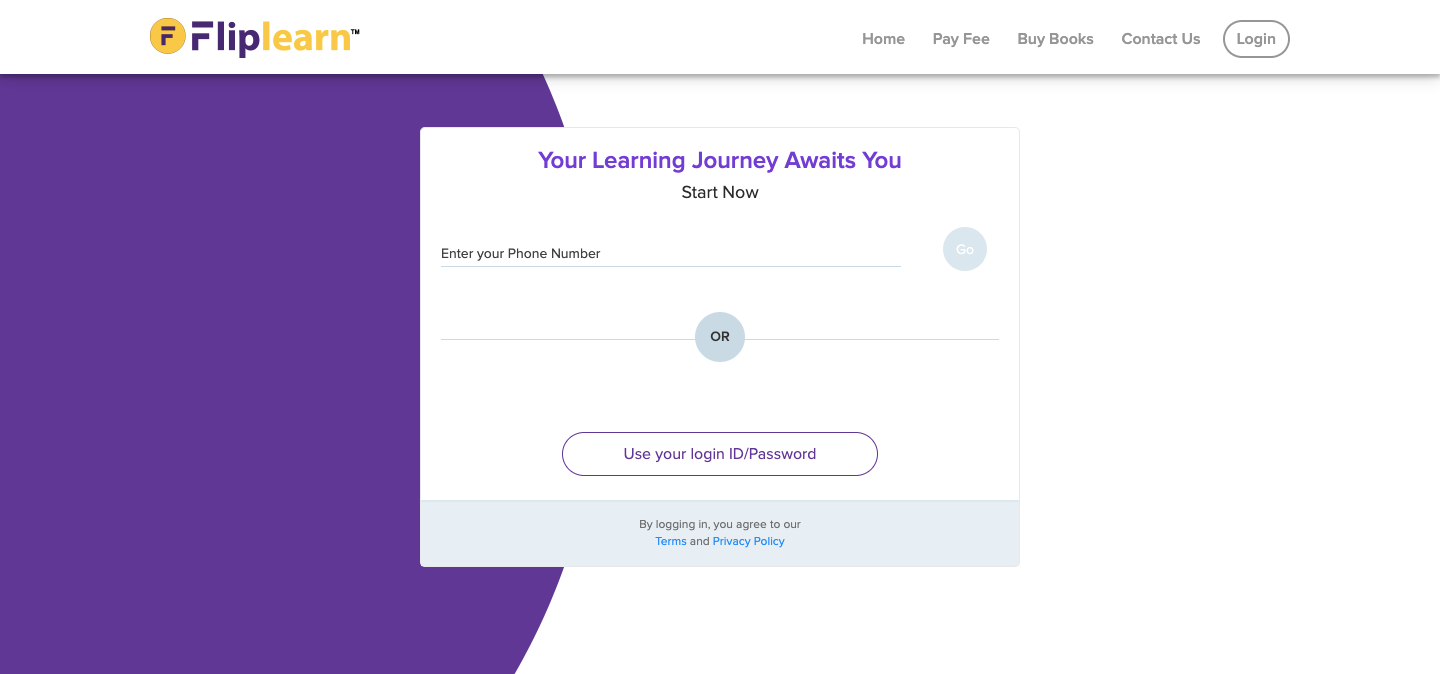 Fliplearn™
Home Pay Fee Buy Books Contact Us Login
Your Learning Journey Awaits You
Start Now
Enter your Phone Number
Go
OR
Use your login ID/Password
By logging in, you agree to our
Terms and Privacy Policy